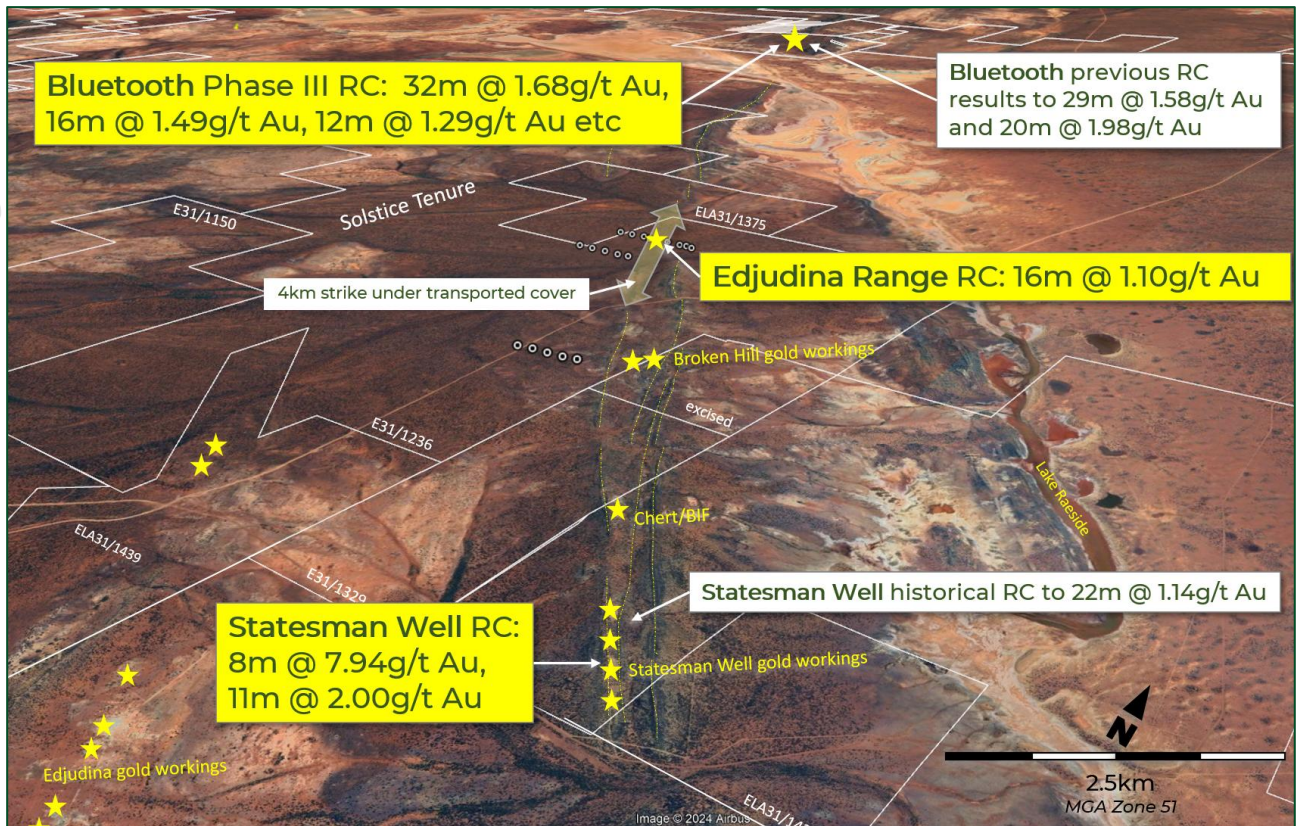 Bluetooth Phase III RC: 32m @ 1.68g/t Au,
16m @ 1.49g/t Au, 12m @ 1.29g/t Au etc
Bluetooth previous RC
results to 29m @ 1.58g/t Au
and 20m @ 1.98g/t Au
E31/1150
Solstice Tenure
ELA31/1375
4km strike under transported cover
Edjudina Range RC: 16m @ 1.10g/t Au
Broken Hill gold workings
excised
E31/1236
Lake Raeside
Chert/BIF
ELA31/1439
E31/1329
Statesman Well historical RC to 22m @ 1.14g/t Au
Statesman Well RC:
8m @ 7.94g/t Au,
11m @ 2.00g/t Au
Statesman Well gold workings
Edjudina gold workings
N
2.5km
MGA Zone 51
Image © 2024 Airbus